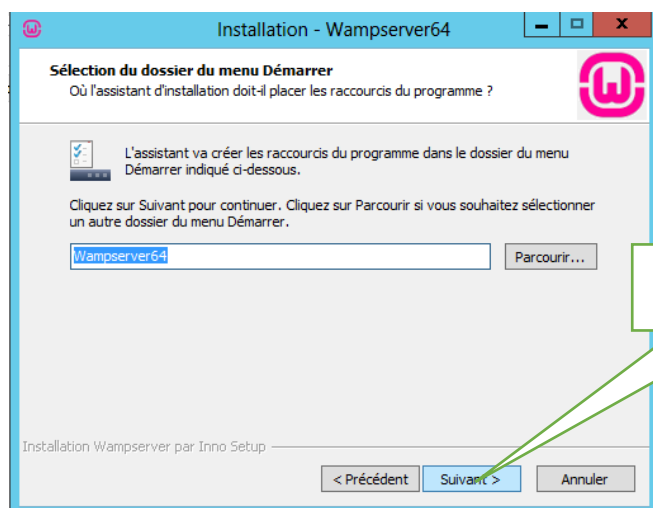 Installation - Wampserver64
Sélection du dossier du menu Démarrer
Où l'assistant d'installation doit-il placer les raccourcis du programme ?
L'assistant va créer les raccourcis du programme dans le dossier du menu
Démarrer indiqué ci-dessous.
Cliquez sur Suivant pour continuer. Cliquez sur Parcourir si vous souhaitez sélectionner
un autre dossier du menu Démarrer.
Wampserver64
Parcourir...
Installation Wampserver par Inno Setup
< Précédent
Suivant >
Annuler